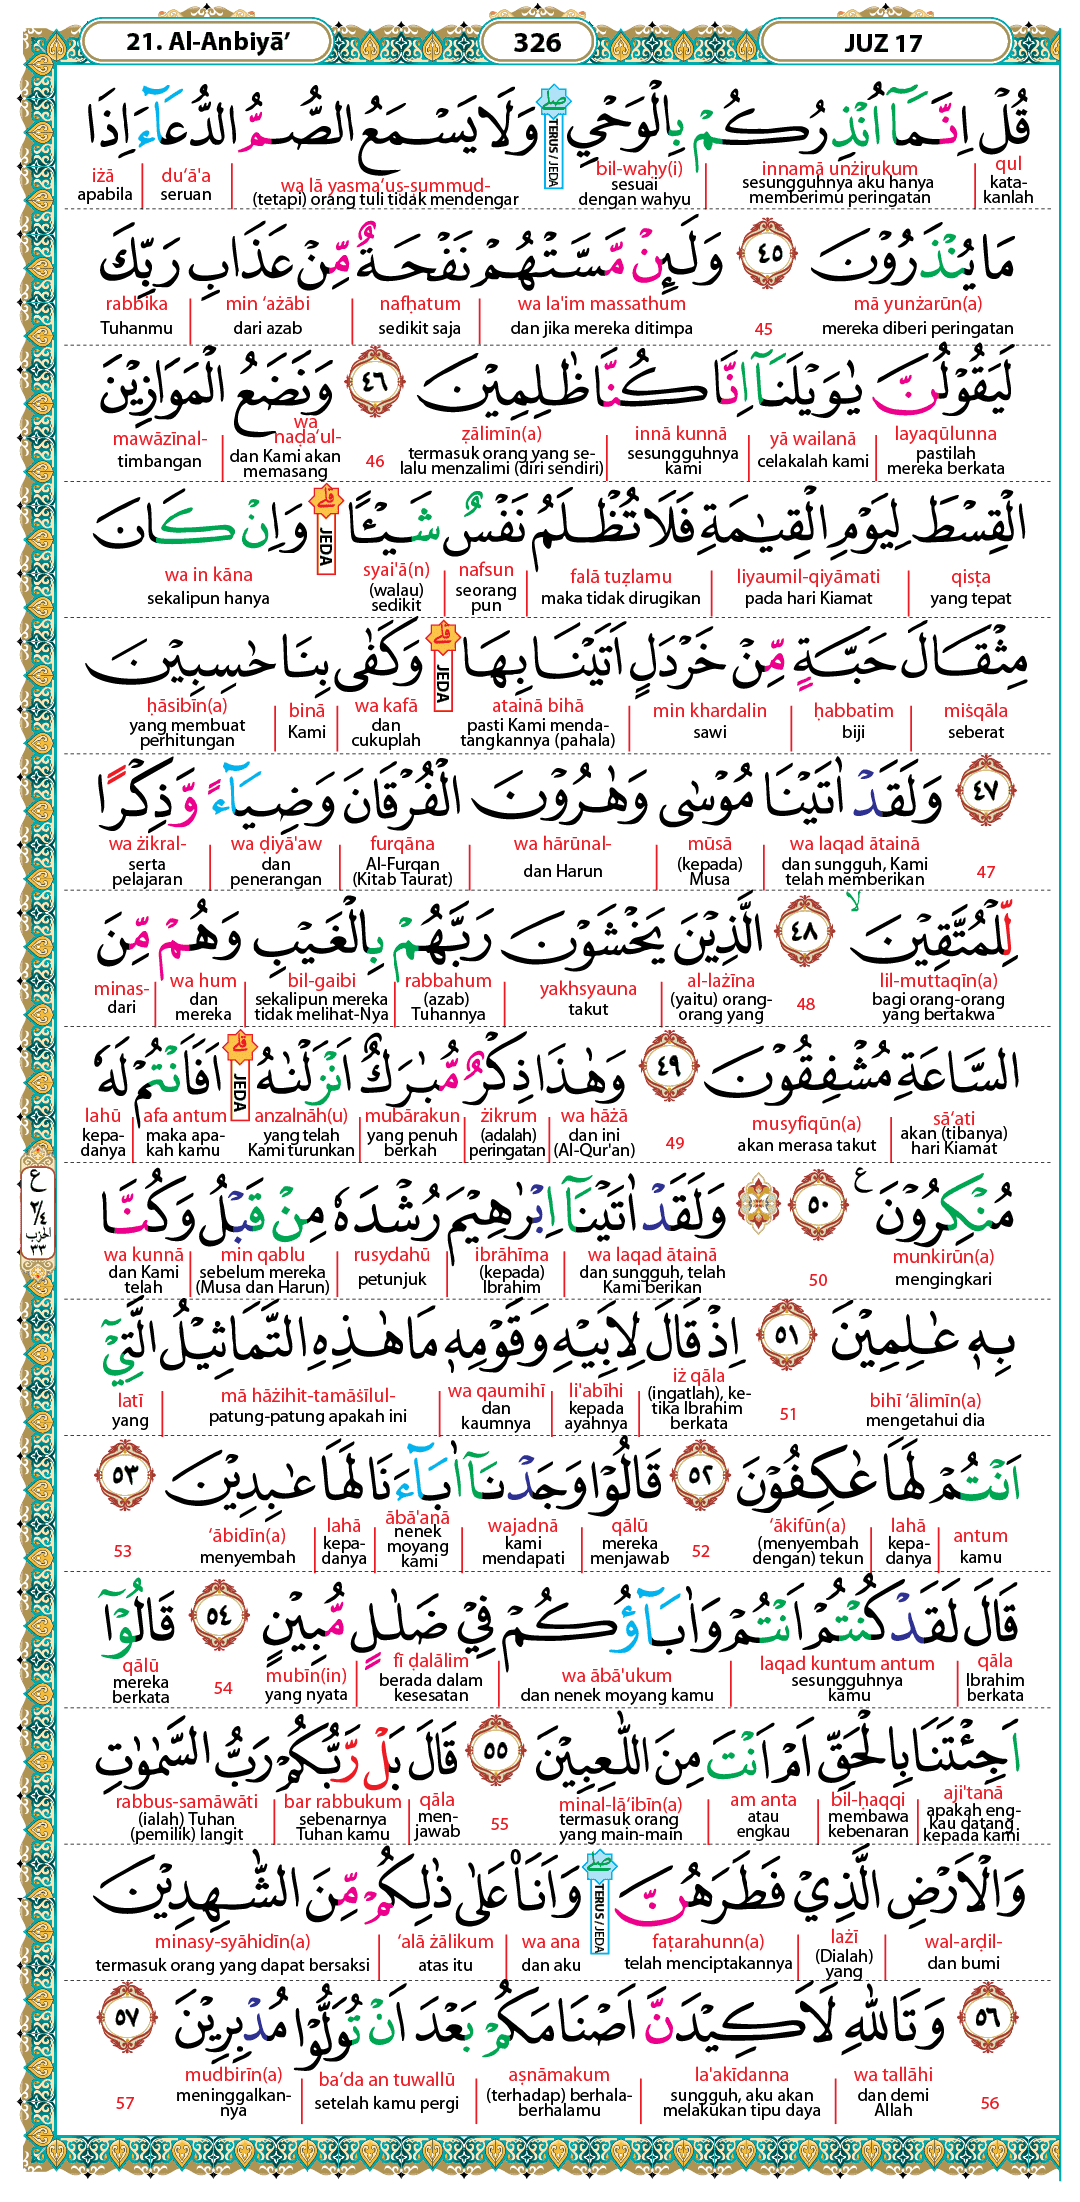 21. Al-Anbiyā’ 326 JUZ 17
قُلْ اِنَّمَآ اُنْذِرُكُمْ بِالْوَحْيِ ۖ وَلَا يَسْمَعُ الصُّمُّ الدُّعَاۤءَ اِذَا
TERUS / JEDA
qul innamā unżirukum bil-waḥy(i) wa lā yasma‘uṣ-ṣummud- du‘ā'a iżā
kata-kanlah sesungguhnya aku hanya memberimu peringatan sesuai dengan wahyu (tetapi) orang tuli tidak mendengar seruan apabila
مَا يُنْذَرُوْنَ ٤٥ وَلَىِٕنْ مَّسَّتْهُمْ نَفْحَةٌ مِّنْ عَذَابِ رَبِّكَ
mā yunżarūn(a) 45 wa la'im massathum nafḥatum min ‘ażābi rabbika
mereka diberi peringatan dan jika mereka ditimpa sedikit saja dari azab Tuhanmu
لَيَقُوْلُنَّ يٰوَيْلَنَآ اِنَّا كُنَّا ظٰلِمِيْنَ ٤٦ وَنَضَعُ الْمَوَازِيْنَ
layaqūlunna yā wailanā innā kunnā ẓālimīn(a) 46 wa naḍa‘ul- mawāzīnal-
pastilah mereka berkata celakalah kami sesungguhnya kami termasuk orang yang se-lalu menzalimi (diri sendiri) dan Kami akan memasang timbangan
الْقِسْطَ لِيَوْمِ الْقِيٰمَةِ فَلَا تُظْلَمُ نَفْسٌ شَيْـًٔا ۗ وَاِنْ كَانَ
JEDA
qisṭa liyaumil-qiyāmati falā tuẓlamu nafsun syai'ā(n) wa in kāna
yang tepat pada hari Kiamat maka tidak dirugikan seorang pun (walau) sedikit sekalipun hanya
مِثْقَالَ حَبَّةٍ مِّنْ خَرْدَلٍ اَتَيْنَا بِهَا ۗ وَكَفٰى بِنَا حٰسِبِيْنَ
JEDA
miṡqāla ḥabbatim min khardalin atainā bihā wa kafā binā ḥāsibīn(a)
seberat biji sawi pasti Kami menda-tangkannya (pahala) dan cukuplah Kami yang membuat perhitungan
٤٧ وَلَقَدْ اٰتَيْنَا مُوْسٰى وَهٰرُوْنَ الْفُرْقَانَ وَضِيَاۤءً وَّذِكْرًا
47 wa laqad ātainā mūsā wa hārūnal- furqāna wa ḍiyā'aw wa żikral-
dan sungguh, Kami telah memberikan (kepada) Musa dan Harun Al-Furqan (Kitab Taurat) dan penerangan serta pelajaran
لِّلْمُتَّقِيْنَ ۙ ٤٨ الَّذِيْنَ يَخْشَوْنَ رَبَّهُمْ بِالْغَيْبِ وَهُمْ مِّنَ
lil-muttaqīn(a) 48 al-lażīna yakhsyauna rabbahum bil-gaibi wa hum minas-
bagi orang-orang yang bertakwa (yaitu) orang-orang yang takut (azab) Tuhannya sekalipun mereka tidak melihat-Nya dan mereka dari
السَّاعَةِ مُشْفِقُوْنَ ٤٩ وَهٰذَا ذِكْرٌ مُّبٰرَكٌ اَنْزَلْنٰهُ ۗ اَفَاَنْتُمْ لَهٗ
JEDA
sā‘ati musyfiqūn(a) 49 wa hāżā żikrum mubārakun anzalnāh(u) afa antum lahū
akan (tibanya) hari Kiamat akan merasa takut dan ini (Al-Qur'an) (adalah) peringatan yang penuh berkah yang telah Kami turunkan maka apa-kah kamu kepa-danya
مُنْكِرُوْنَ ࣖ ٥٠ ۞ وَلَقَدْ اٰتَيْنَآ اِبْرٰهِيْمَ رُشْدَهٗ مِنْ قَبْلُ وَكُنَّا
munkirūn(a) 50 wa laqad ātainā ibrāhīma rusydahū min qablu wa kunnā
mengingkari dan sungguh, telah Kami berikan (kepada) Ibrahim petunjuk sebelum mereka (Musa dan Harun) dan Kami telah
بِهٖ عٰلِمِيْنَ ٥١ اِذْ قَالَ لِاَبِيْهِ وَقَوْمِهٖ مَا هٰذِهِ التَّمَاثِيْلُ الَّتِيْٓ
bihī ‘ālimīn(a) 51 iż qāla li'abīhi wa qaumihī mā hāżihit-tamāṡīlul- latī
mengetahui dia (ingatlah), ke-tika Ibrahim berkata kepada ayahnya dan kaumnya patung-patung apakah ini yang
اَنْتُمْ لَهَا عٰكِفُوْنَ ٥٢ قَالُوْا وَجَدْنَآ اٰبَاۤءَنَا لَهَا عٰبِدِيْنَ ٥٣
antum lahā ‘ākifūn(a) 52 qālū wajadnā ābā'anā lahā ‘ābidīn(a) 53
kamu kepa-danya (menyembah dengan) tekun mereka menjawab kami mendapati nenek moyang kami kepa-danya menyembah
قَالَ لَقَدْ كُنْتُمْ اَنْتُمْ وَاٰبَاۤؤُكُمْ فِيْ ضَلٰلٍ مُّبِيْنٍ ٥٤ قَالُوْٓا
qāla laqad kuntum antum wa ābā'ukum fī ḍalālim mubīn(in) 54 qālū
Ibrahim berkata sesungguhnya kamu dan nenek moyang kamu berada dalam kesesatan yang nyata mereka berkata
اَجِئْتَنَا بِالْحَقِّ اَمْ اَنْتَ مِنَ اللّٰعِبِيْنَ ٥٥ قَالَ بَلْ رَّبُّكُمْ رَبُّ السَّمٰوٰتِ
aji'tanā bil-ḥaqqi am anta minal-lā‘ibīn(a) 55 qāla bar rabbukum rabbus-samāwāti
apakah eng-kau datang kepada kami membawa kebenaran atau engkau termasuk orang yang main-main men-jawab sebenarnya Tuhan kamu (ialah) Tuhan (pemilik) langit
وَالْاَرْضِ الَّذِيْ فَطَرَهُنَّ ۖ وَاَنَا۠ عَلٰى ذٰلِكُمْ مِّنَ الشّٰهِدِيْنَ
TERUS / JEDA
wal-arḍil- lażī faṭarahunn(a) wa ana ‘alā żālikum minasy-syāhidīn(a)
dan bumi (Dialah) yang telah menciptakannya dan aku atas itu termasuk orang yang dapat bersaksi
٥٦ وَتَاللّٰهِ لَاَكِيْدَنَّ اَصْنَامَكُمْ بَعْدَ اَنْ تُوَلُّوْا مُدْبِرِيْنَ ٥٧
56 wa tallāhi la'akīdanna aṣnāmakum ba‘da an tuwallū mudbirīn(a) 57
dan demi Allah sungguh, aku akan melakukan tipu daya (terhadap) berhala-berhalamu setelah kamu pergi meninggalkan-nya
ع
٢/٤
الحزب
٣٣